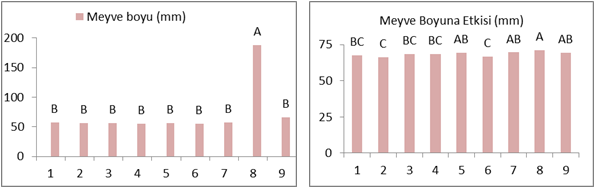 Meyve boyu (mm)
200
150
100
50
0
B B B B B B B A B
1 2 3 4 5 6 7 8 9
Meyve Boyuna Etkisi (mm)
75
50
25
0
BC C BC BC AB C AB A AB
1 2 3 4 5 6 7 8 9